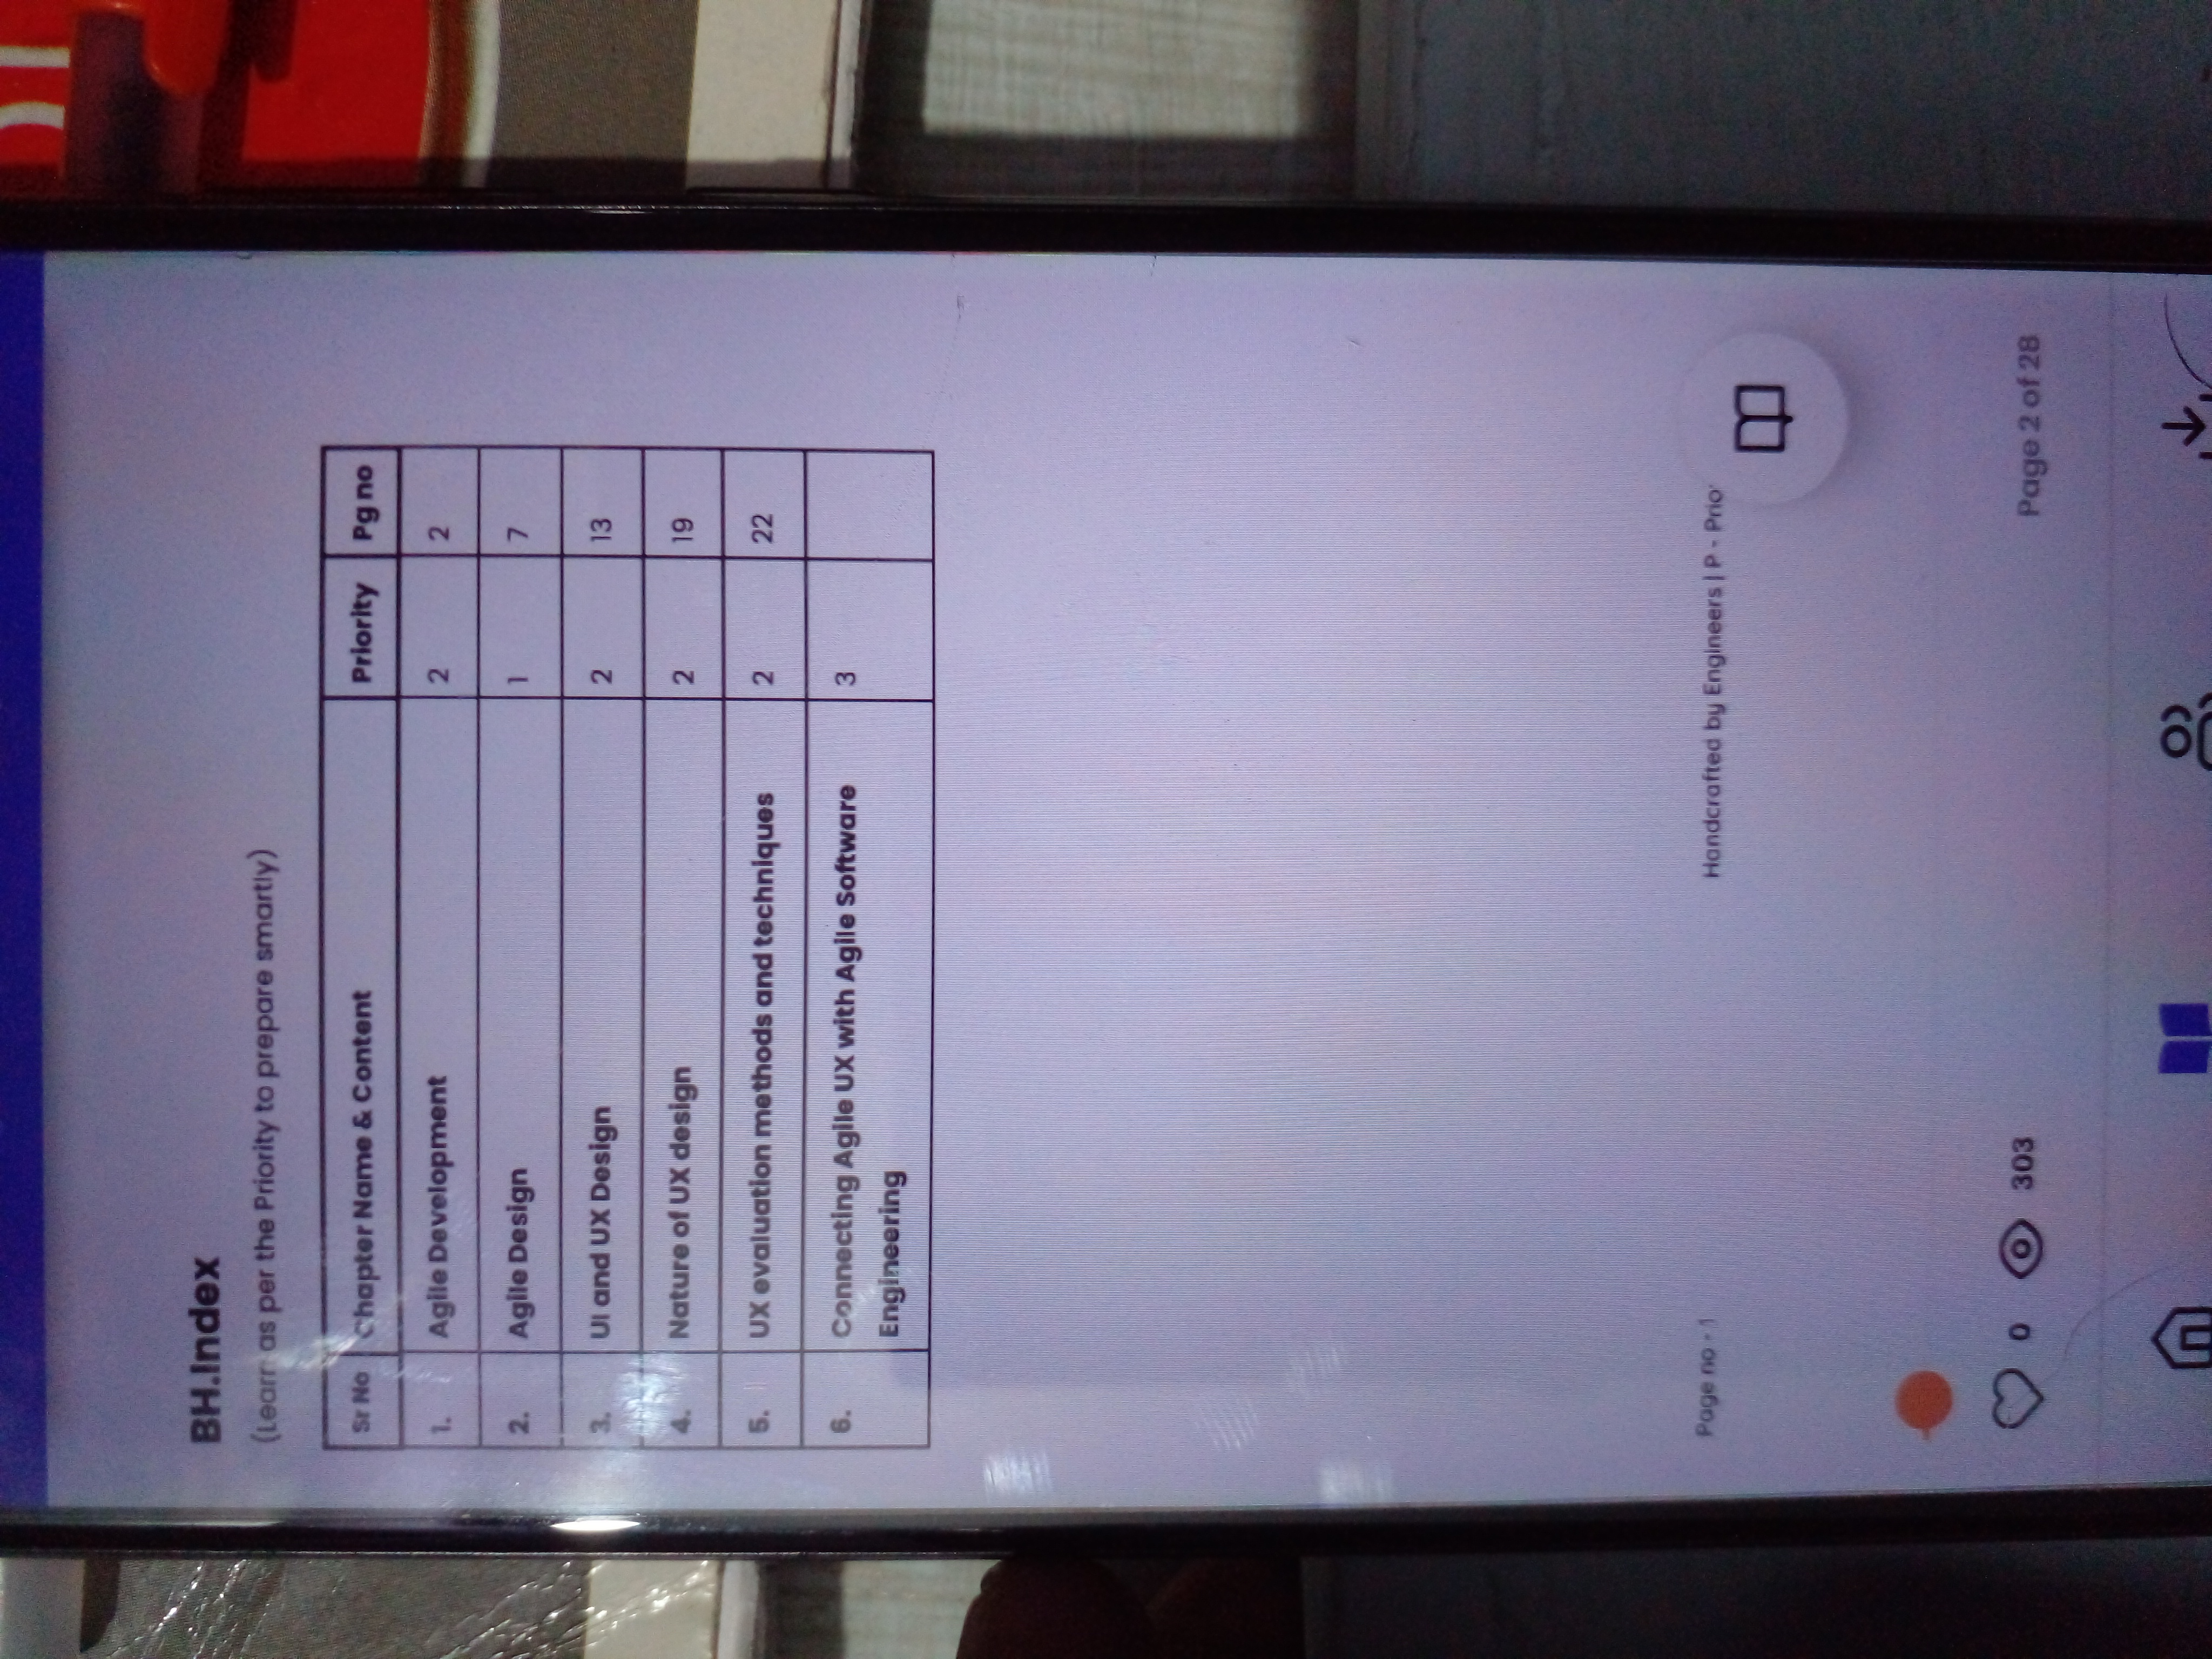 BH.Index
(Learn as per the Priority to prepare smartly)
Sr No Chapter Name & Content Priority Pg no
1. Agile Development 2 2
2. Agile Design 1 7
3. UI and UX Design 2 13
4. Nature of UX design 2 19
5. UX evaluation methods and techniques 2 22
6. Connecting Agile UX with Agile Software 3
Engineering
Page no - 1 Handcrafted by Engineers | P - Prio
0 303 Page 2 of 28